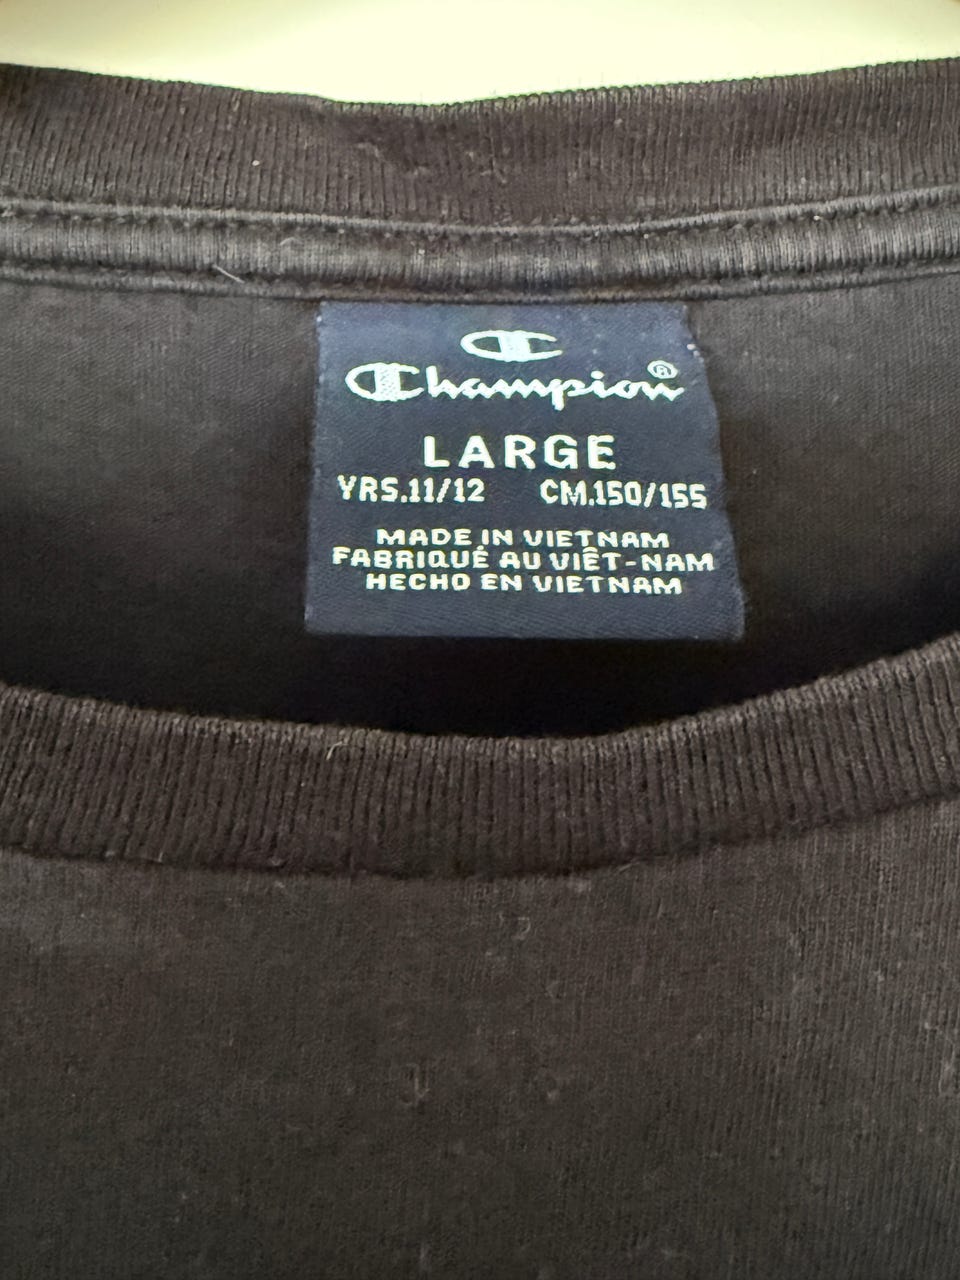 Champion®
LARGE
YRS.11/12 CM.150/155
MADE IN VIETNAM
FABRIQUÉ AU VIÊT-NAM
HECHO EN VIETNAM